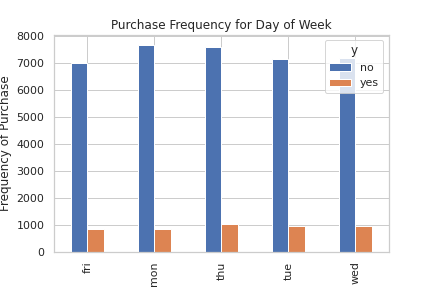 Purchase Frequency for Day of Week
Frequency of Purchase
8000
7000
6000
5000
4000
3000
2000
1000
0
y
no
yes
fri
mon
thu
tue
wed